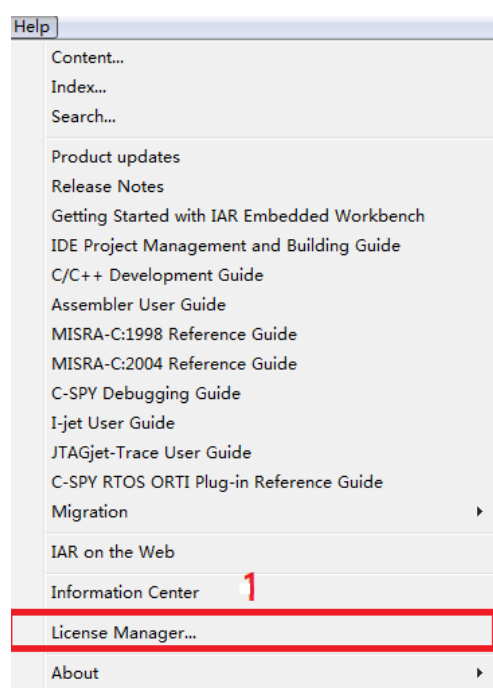 Help
Content...
Index...
Search...
Product updates
Release Notes
Getting Started with IAR Embedded Workbench
IDE Project Management and Building Guide
C/C++ Development Guide
Assembler User Guide
MISRA-C:1998 Reference Guide
MISRA-C:2004 Reference Guide
C-SPY Debugging Guide
I-jet User Guide
JTAGjet-Trace User Guide
C-SPY RTOS ORTI Plug-in Reference Guide
Migration
IAR on the Web
Information Center 1
License Manager...
About